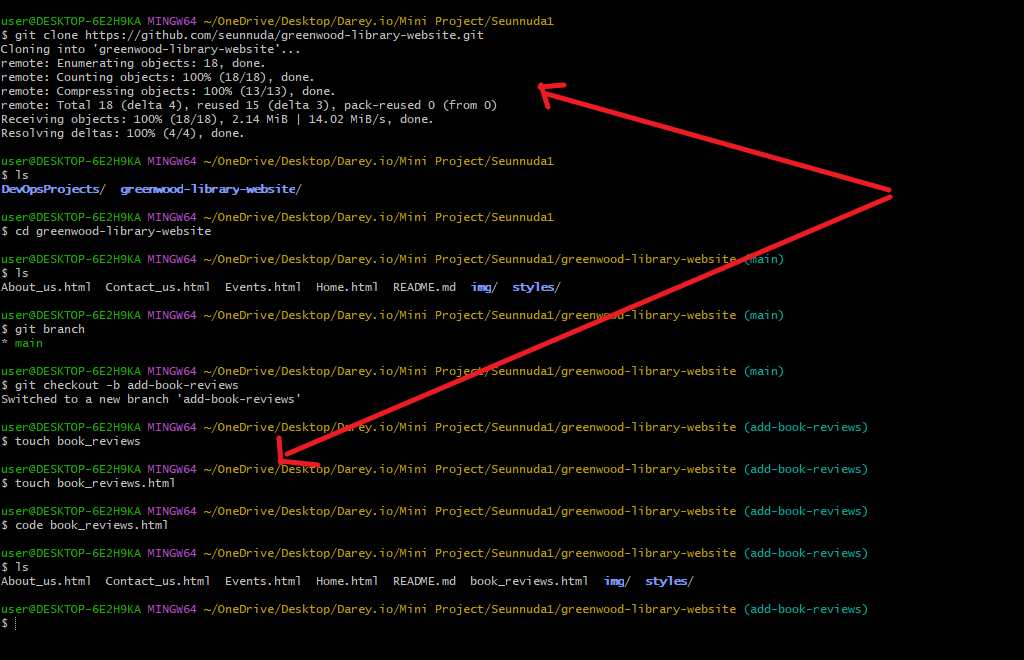 user@DESKTOP-6E2H9KA MINGW64 ~/OneDrive/Desktop/Darey.io/Mini Project/Seunnuda1
$ git clone https://github.com/seunnuda/greenwood-library-website.git
Cloning into 'greenwood-library-website'...
remote: Enumerating objects: 18, done.
remote: Counting objects: 100% (18/18), done.
remote: Compressing objects: 100% (13/13), done.
remote: Total 18 (delta 4), reused 15 (delta 3), pack-reused 0 (from 0)
Receiving objects: 100% (18/18), 2.14 MiB | 14.02 MiB/s, done.
Resolving deltas: 100% (4/4), done.
user@DESKTOP-6E2H9KA MINGW64 ~/OneDrive/Desktop/Darey.io/Mini Project/Seunnuda1
$ ls
DevOpsProjects/  greenwood-library-website/
user@DESKTOP-6E2H9KA MINGW64 ~/OneDrive/Desktop/Darey.io/Mini Project/Seunnuda1
$ cd greenwood-library-website
user@DESKTOP-6E2H9KA MINGW64 ~/OneDrive/Desktop/Darey.io/Mini Project/Seunnuda1/greenwood-library-website (main)
$ ls
About_us.html  Contact_us.html  Events.html  Home.html  README.md  img/  styles/
user@DESKTOP-6E2H9KA MINGW64 ~/OneDrive/Desktop/Darey.io/Mini Project/Seunnuda1/greenwood-library-website (main)
$ git branch
* main
user@DESKTOP-6E2H9KA MINGW64 ~/OneDrive/Desktop/Darey.io/Mini Project/Seunnuda1/greenwood-library-website (main)
$ git checkout -b add-book-reviews
Switched to a new branch 'add-book-reviews'
user@DESKTOP-6E2H9KA MINGW64 ~/OneDrive/Desktop/Darey.io/Mini Project/Seunnuda1/greenwood-library-website (add-book-reviews)
$ touch book_reviews
user@DESKTOP-6E2H9KA MINGW64 ~/OneDrive/Desktop/Darey.io/Mini Project/Seunnuda1/greenwood-library-website (add-book-reviews)
$ touch book_reviews.html
user@DESKTOP-6E2H9KA MINGW64 ~/OneDrive/Desktop/Darey.io/Mini Project/Seunnuda1/greenwood-library-website (add-book-reviews)
$ code book_reviews.html
user@DESKTOP-6E2H9KA MINGW64 ~/OneDrive/Desktop/Darey.io/Mini Project/Seunnuda1/greenwood-library-website (add-book-reviews)
$ ls
About_us.html  Contact_us.html  Events.html  Home.html  README.md  book_reviews.html  img/  styles/
user@DESKTOP-6E2H9KA MINGW64 ~/OneDrive/Desktop/Darey.io/Mini Project/Seunnuda1/greenwood-library-website (add-book-reviews)
$